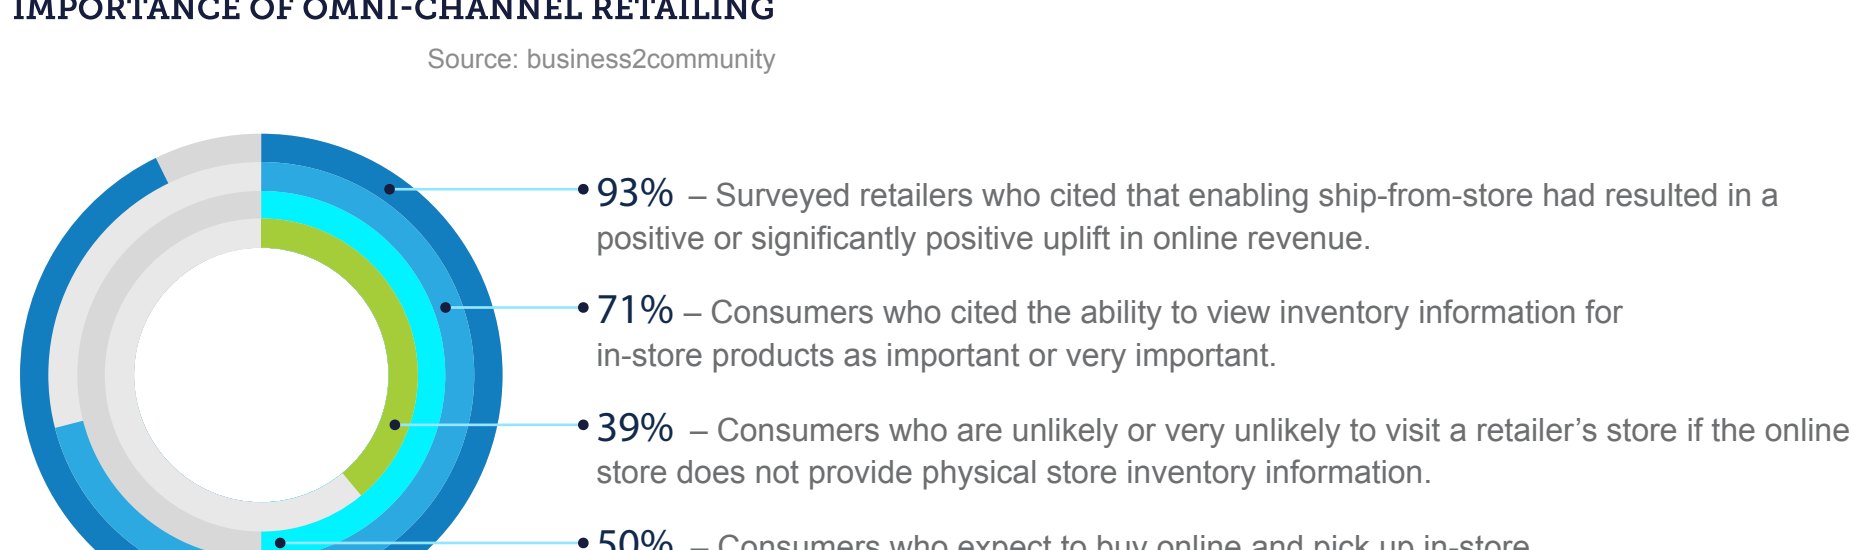 IMPORTANCE OF OMNI-CHANNEL RETAILING
Source: business2community
93% – Surveyed retailers who cited that enabling ship-from-store had resulted in a
positive or significantly positive uplift in online revenue.
71% – Consumers who cited the ability to view inventory information for
in-store products as important or very important.
39% – Consumers who are unlikely or very unlikely to visit a retailer’s store if the online
store does not provide physical store inventory information.
50% – Consumers who expect to buy online and pick up in-store